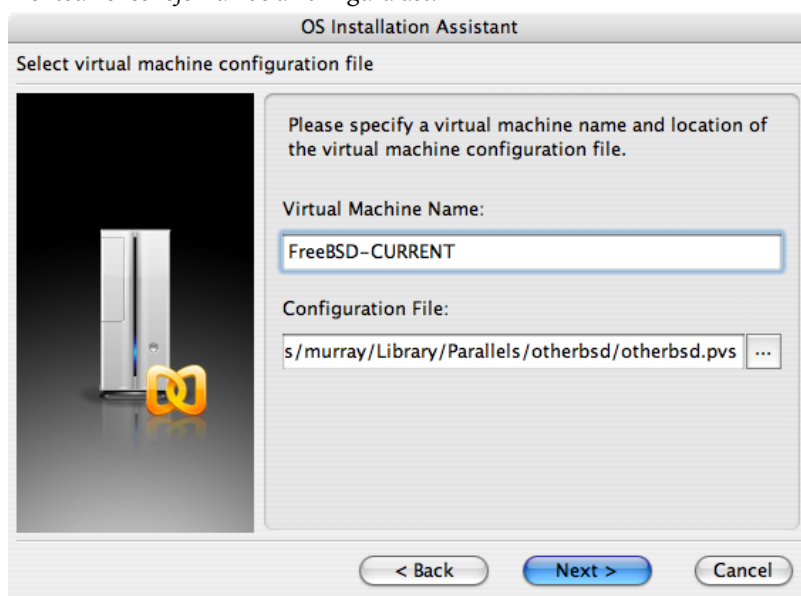 OS Installation Assistant
Select virtual machine configuration file
Please specify a virtual machine name and location of
the virtual machine configuration file.
Virtual Machine Name:
FreeBSD-CURRENT
Configuration File:
s/murray/Library/Parallels/otherbsd/otherbsd.pvs ...
< Back Next > Cancel